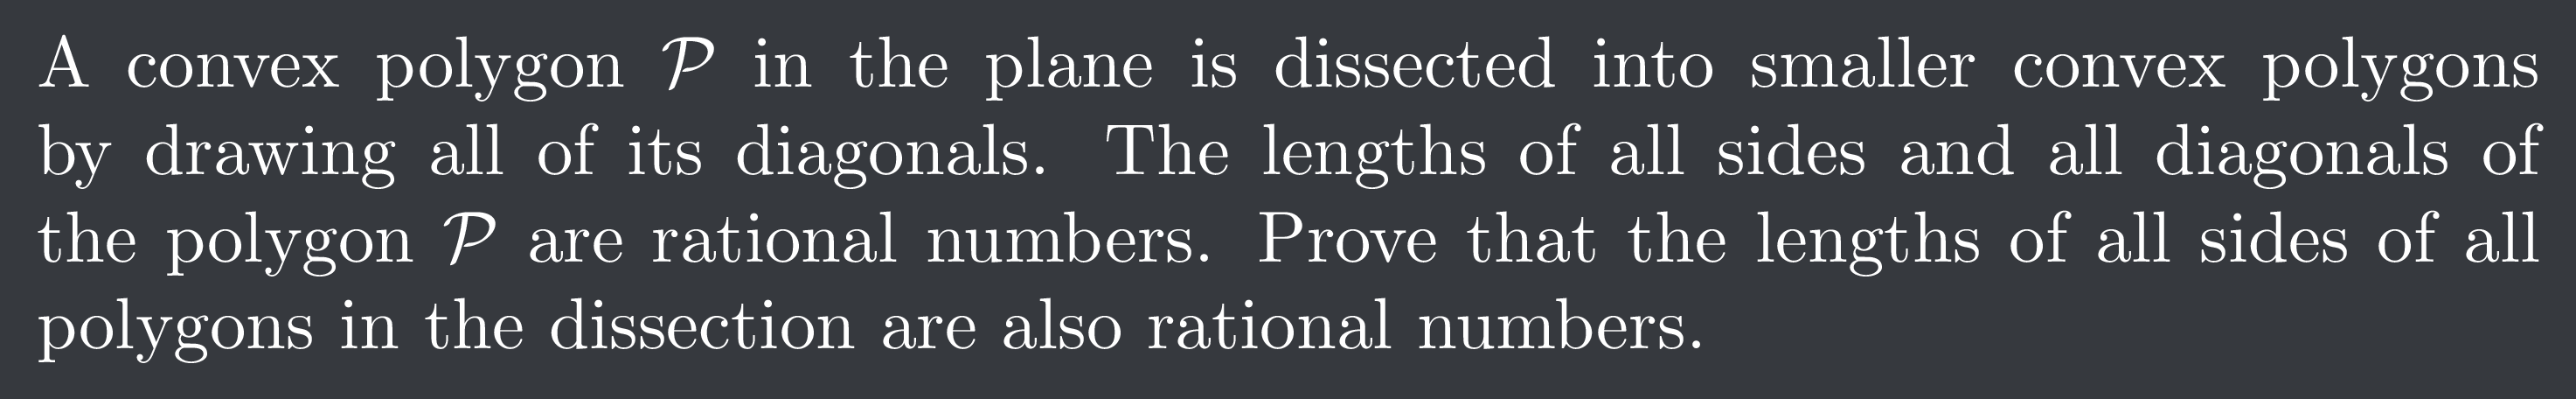 A convex polygon 𝒫 in the plane is dissected into smaller convex polygons
by drawing all of its diagonals. The lengths of all sides and all diagonals of
the polygon 𝒫 are rational numbers. Prove that the lengths of all sides of all
polygons in the dissection are also rational numbers.